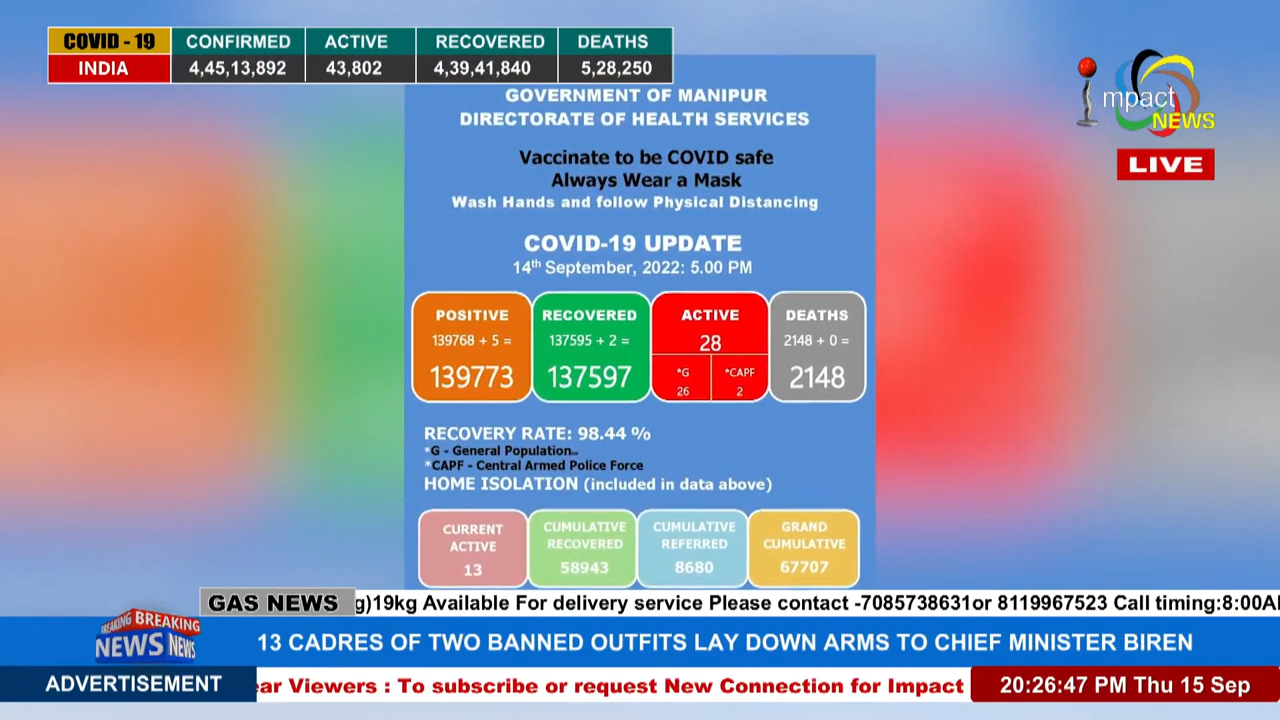 COVID - 19 CONFIRMED ACTIVE RECOVERED DEATHS
INDIA 4,45,13,892 43,802 4,39,41,840 5,28,250
mpact
NEWS
LIVE
GOVERNMENT OF MANIPUR
DIRECTORATE OF HEALTH SERVICES
Vaccinate to be COVID safe
Always Wear a Mask
Wash Hands and follow Physical Distancing
COVID-19 UPDATE
14th September, 2022: 5.00 PM
POSITIVE RECOVERED ACTIVE DEATHS
139768 + 5 = 137595 + 2 = 28 2148 + 0 =
139773 137597 2148
*G *CAPF
26 2
RECOVERY RATE: 98.44 %
*G - General Population
*CAPF - Central Armed Police Force
HOME ISOLATION (included in data above)
CURRENT CUMULATIVE CUMULATIVE GRAND
ACTIVE RECOVERED REFERRED CUMULATIVE
13 58943 8680 67707
GAS NEWS g)19kg Available For delivery service Please contact -7085738631or 8119967523 Call timing:8:00A
BREAKING BREAKING
NEWS NEWS
13 CADRES OF TWO BANNED OUTFITS LAY DOWN ARMS TO CHIEF MINISTER BIREN
ADVERTISEMENT ear Viewers : To subscribe or request New Connection for Impact 20:26:47 PM Thu 15 Sep